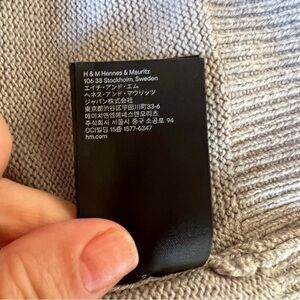 H & M Hennes & Mauritz
106 38 Stockholm, Sweden
エイチ・アンド・エム
ヘネス・アンド・マウリッツ
ジャパン株式会社
東京都渋谷区宇田川町33-6
에이치앤엠헤네스앤모리츠
주식회사 서울시 중구 소공로 94
OCI빌딩 15층 1577-6347
hm.com